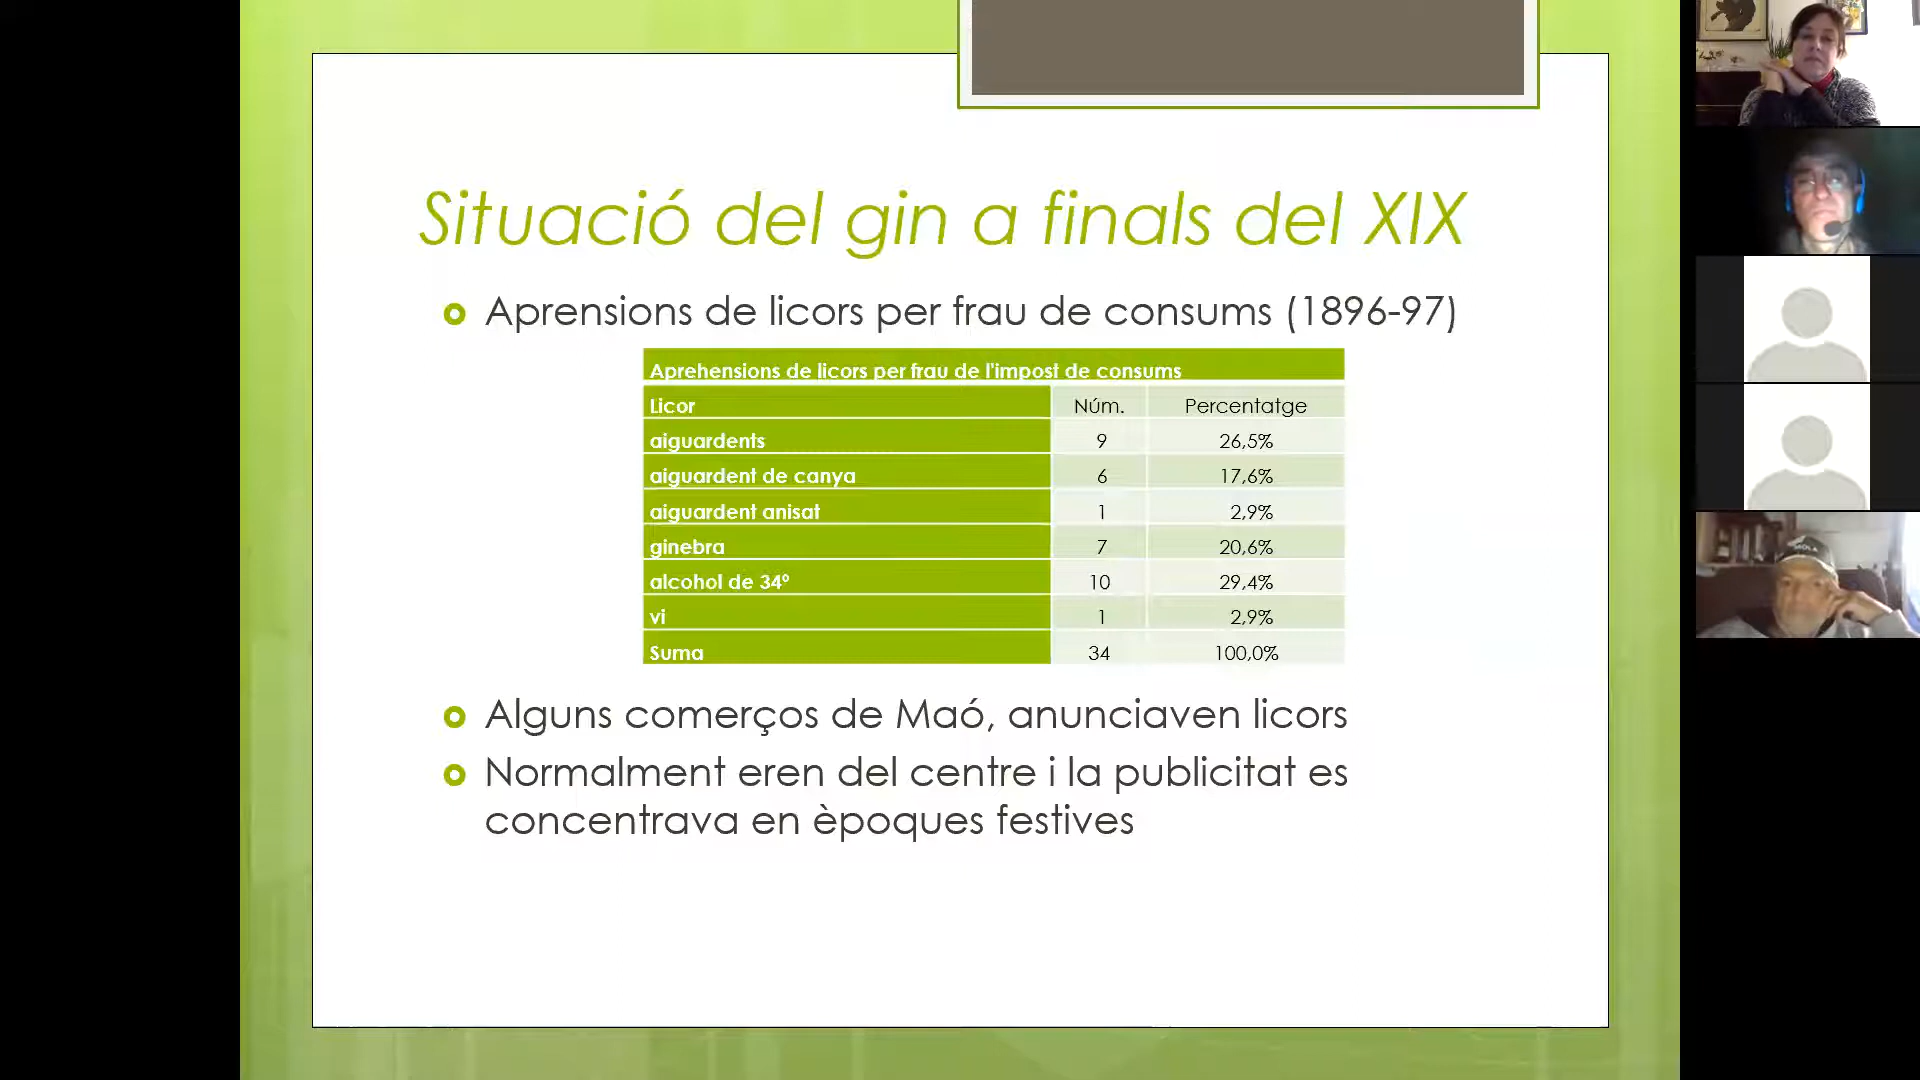 Situació del gin a finals del XIX
Aprensions de licors per frau de consums (1896-97)
Aprehensions de licors per frau de l'impost de consums
Licor Núm. Percentatge
aiguardents 9 26,5%
aiguardent de canya 6 17,6%
aiguardent anisat 1 2,9%
ginebra 7 20,6%
alcohol de 34º 10 29,4%
vi 1 2,9%
Suma 34 100,0%
Alguns comerços de Maó, anunciaven licors
Normalment eren del centre i la publicitat es
concentrava en èpoques festives